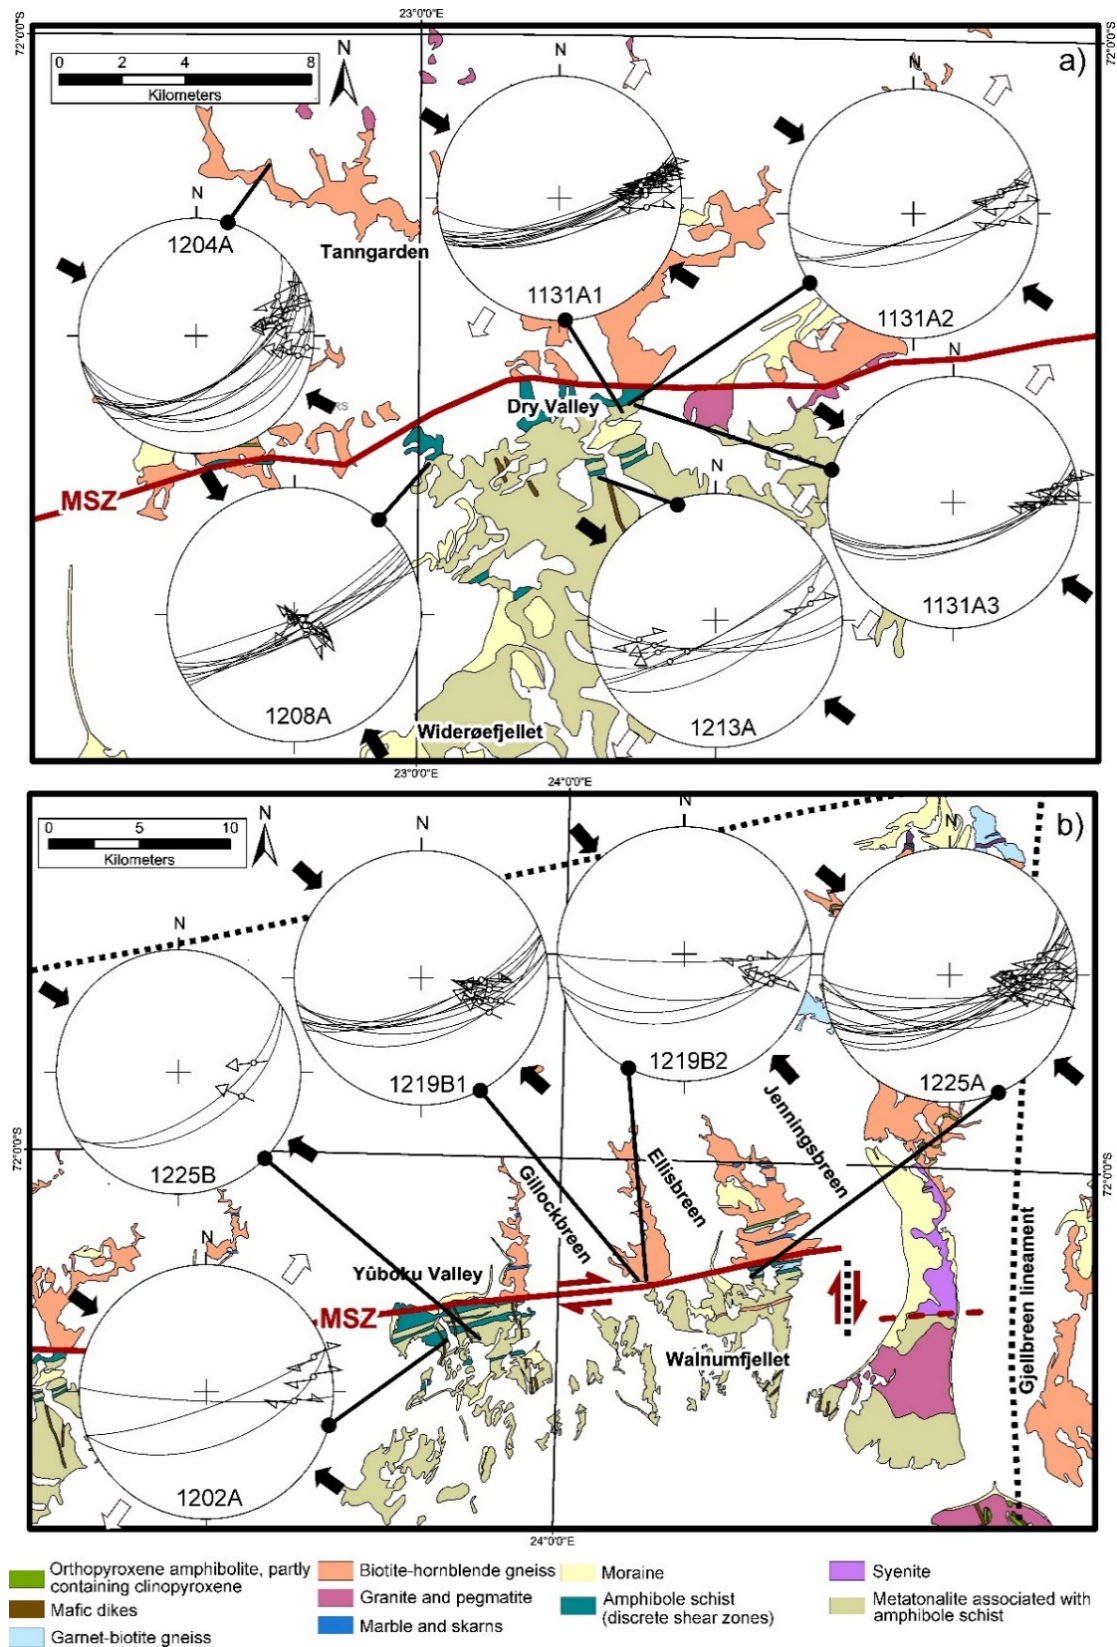 23°0'0"E
72°0'0"S
72°0'0"S
a)
0 2 4 8
Kilometers
N
N
N
N
1204A
Tanngarden
1131A1
1131A2
N
RS
Dry Valley
MSZ
N
1131A3
1208A
1213A
Widerøefjellet
23°0'0"E
24°0'0"E
b)
0 5 10
Kilometers
N
N
N
N
N
1219B1
1219B2
1225A
1225B
72°0'0"S
72°0'0"S
Gillockbreen
Ellisbreen
Jenningsbreen
Gjellbreen lineament
N
Yûboku Valley
MSZ
Walnumfjellet
1202A
24°0'0"E
Orthopyroxene amphibolite, partly
containing clinopyroxene
Mafic dikes
Garnet-biotite gneiss
Biotite-hornblende gneiss
Granite and pegmatite
Marble and skarns
Moraine
Amphibole schist
(discrete shear zones)
Syenite
Metatonalite associated with
amphibole schist